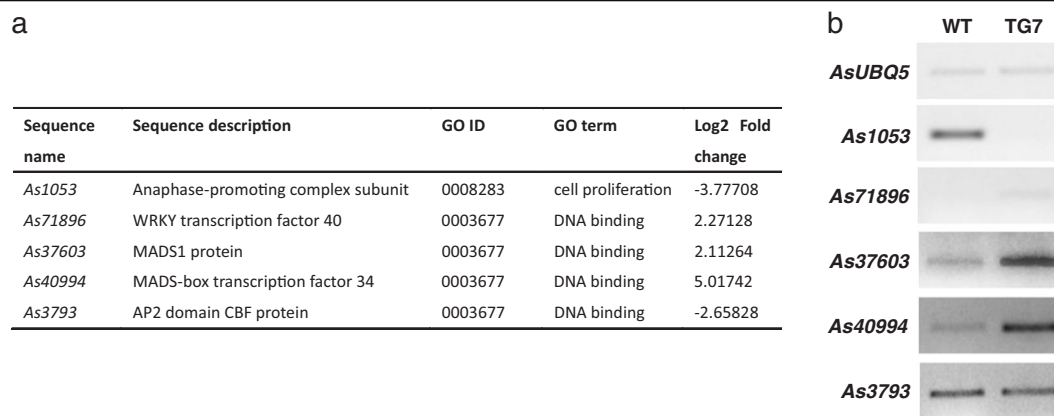 a
Sequence name Sequence description GO ID GO term Log2 Fold change
As1053 Anaphase-promoting complex subunit 0008283 cell proliferation -3.77708
As71896 WRKY transcription factor 40 0003677 DNA binding 2.27128
As37603 MADS1 protein 0003677 DNA binding 2.11264
As40994 MADS-box transcription factor 34 0003677 DNA binding 5.01742
As3793 AP2 domain CBF protein 0003677 DNA binding -2.65828
b
WT TG7
AsUBQ5
As1053
As71896
As37603
As40994
As3793